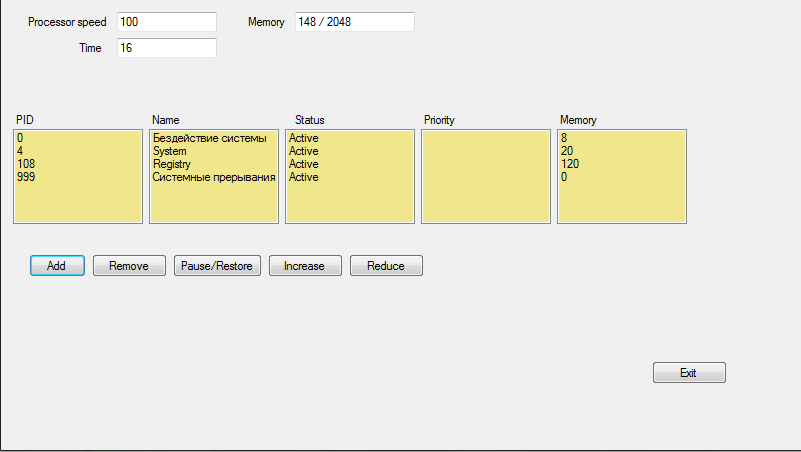 Processor speed 100 Memory 148 / 2048
Time 16
PID Name Status Priority Memory
0 Бездействие системы Active 8
4 System Active 20
108 Registry Active 120
999 Системные прерывания Active 0
Add Remove Pause/Restore Increase Reduce
Exit